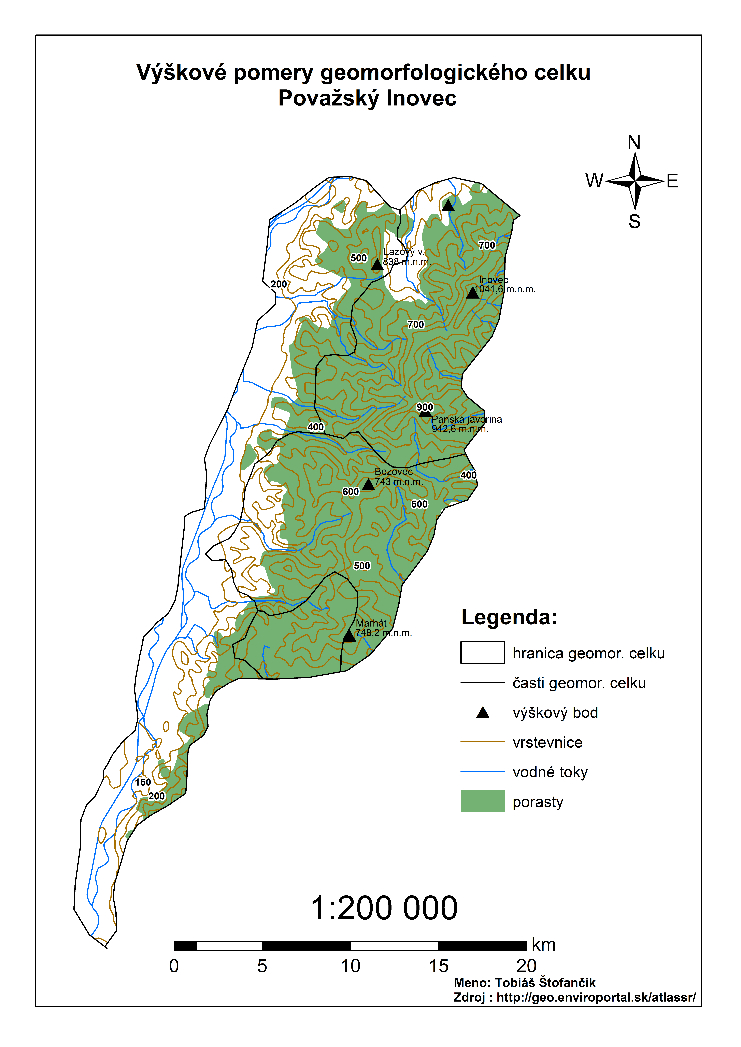 Výškové pomery geomorfologického celku
Považský Inovec
N
W E
S
700
Lazový v.
500
838 m.n.m.
Inovec
200
1041,6 m.n.m.
700
900
Panská javorina
942,6 m.n.m.
400
Bezovec
743 m.n.m.
400
600
500
500
Marhát
748,2 m.n.m.
160
200
Legenda:
hranica geomor. celku
časti geomor. celku
výškový bod
vrstevnice
vodné toky
porasty
1:200 000
km
0 5 10 15 20
Meno: Tobiáš Štofančík
Zdroj : http://geo.enviroportal.sk/atlassr/